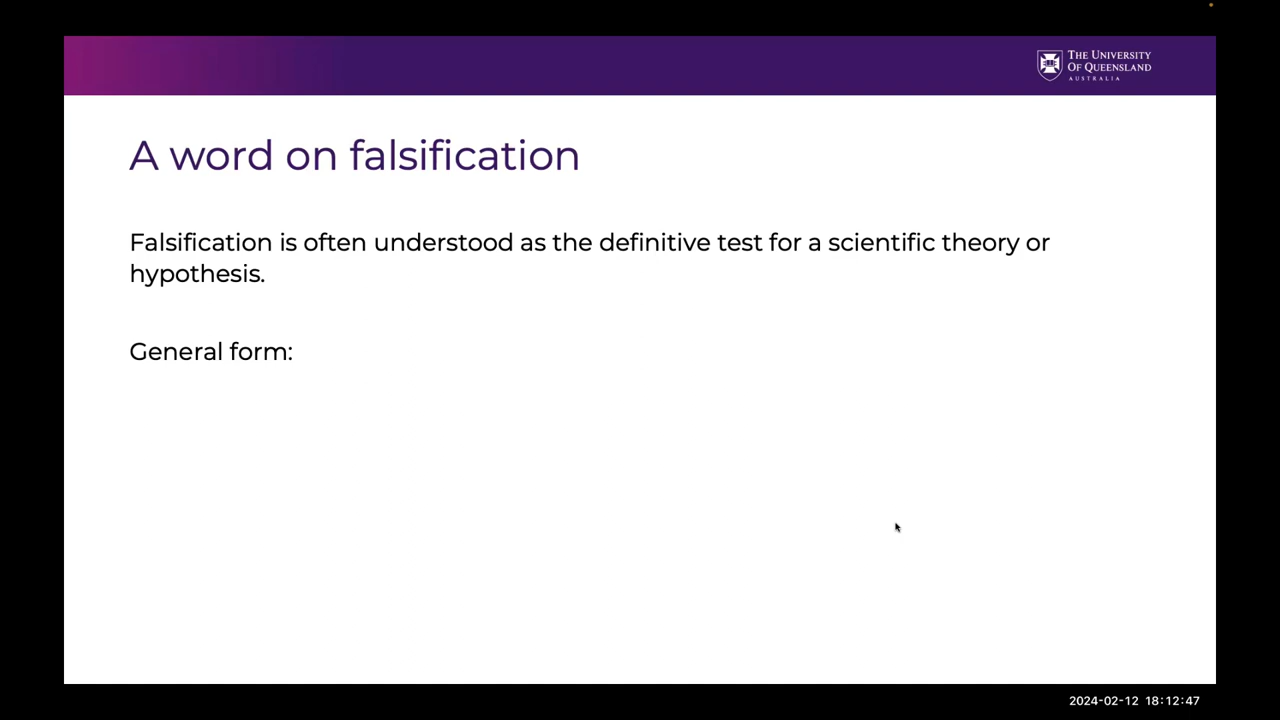 THE UNIVERSITY
OF QUEENSLAND
AUSTRALIA
A word on falsification
Falsification is often understood as the definitive test for a scientific theory or
hypothesis.
General form:
2024-02-12 18:12:47